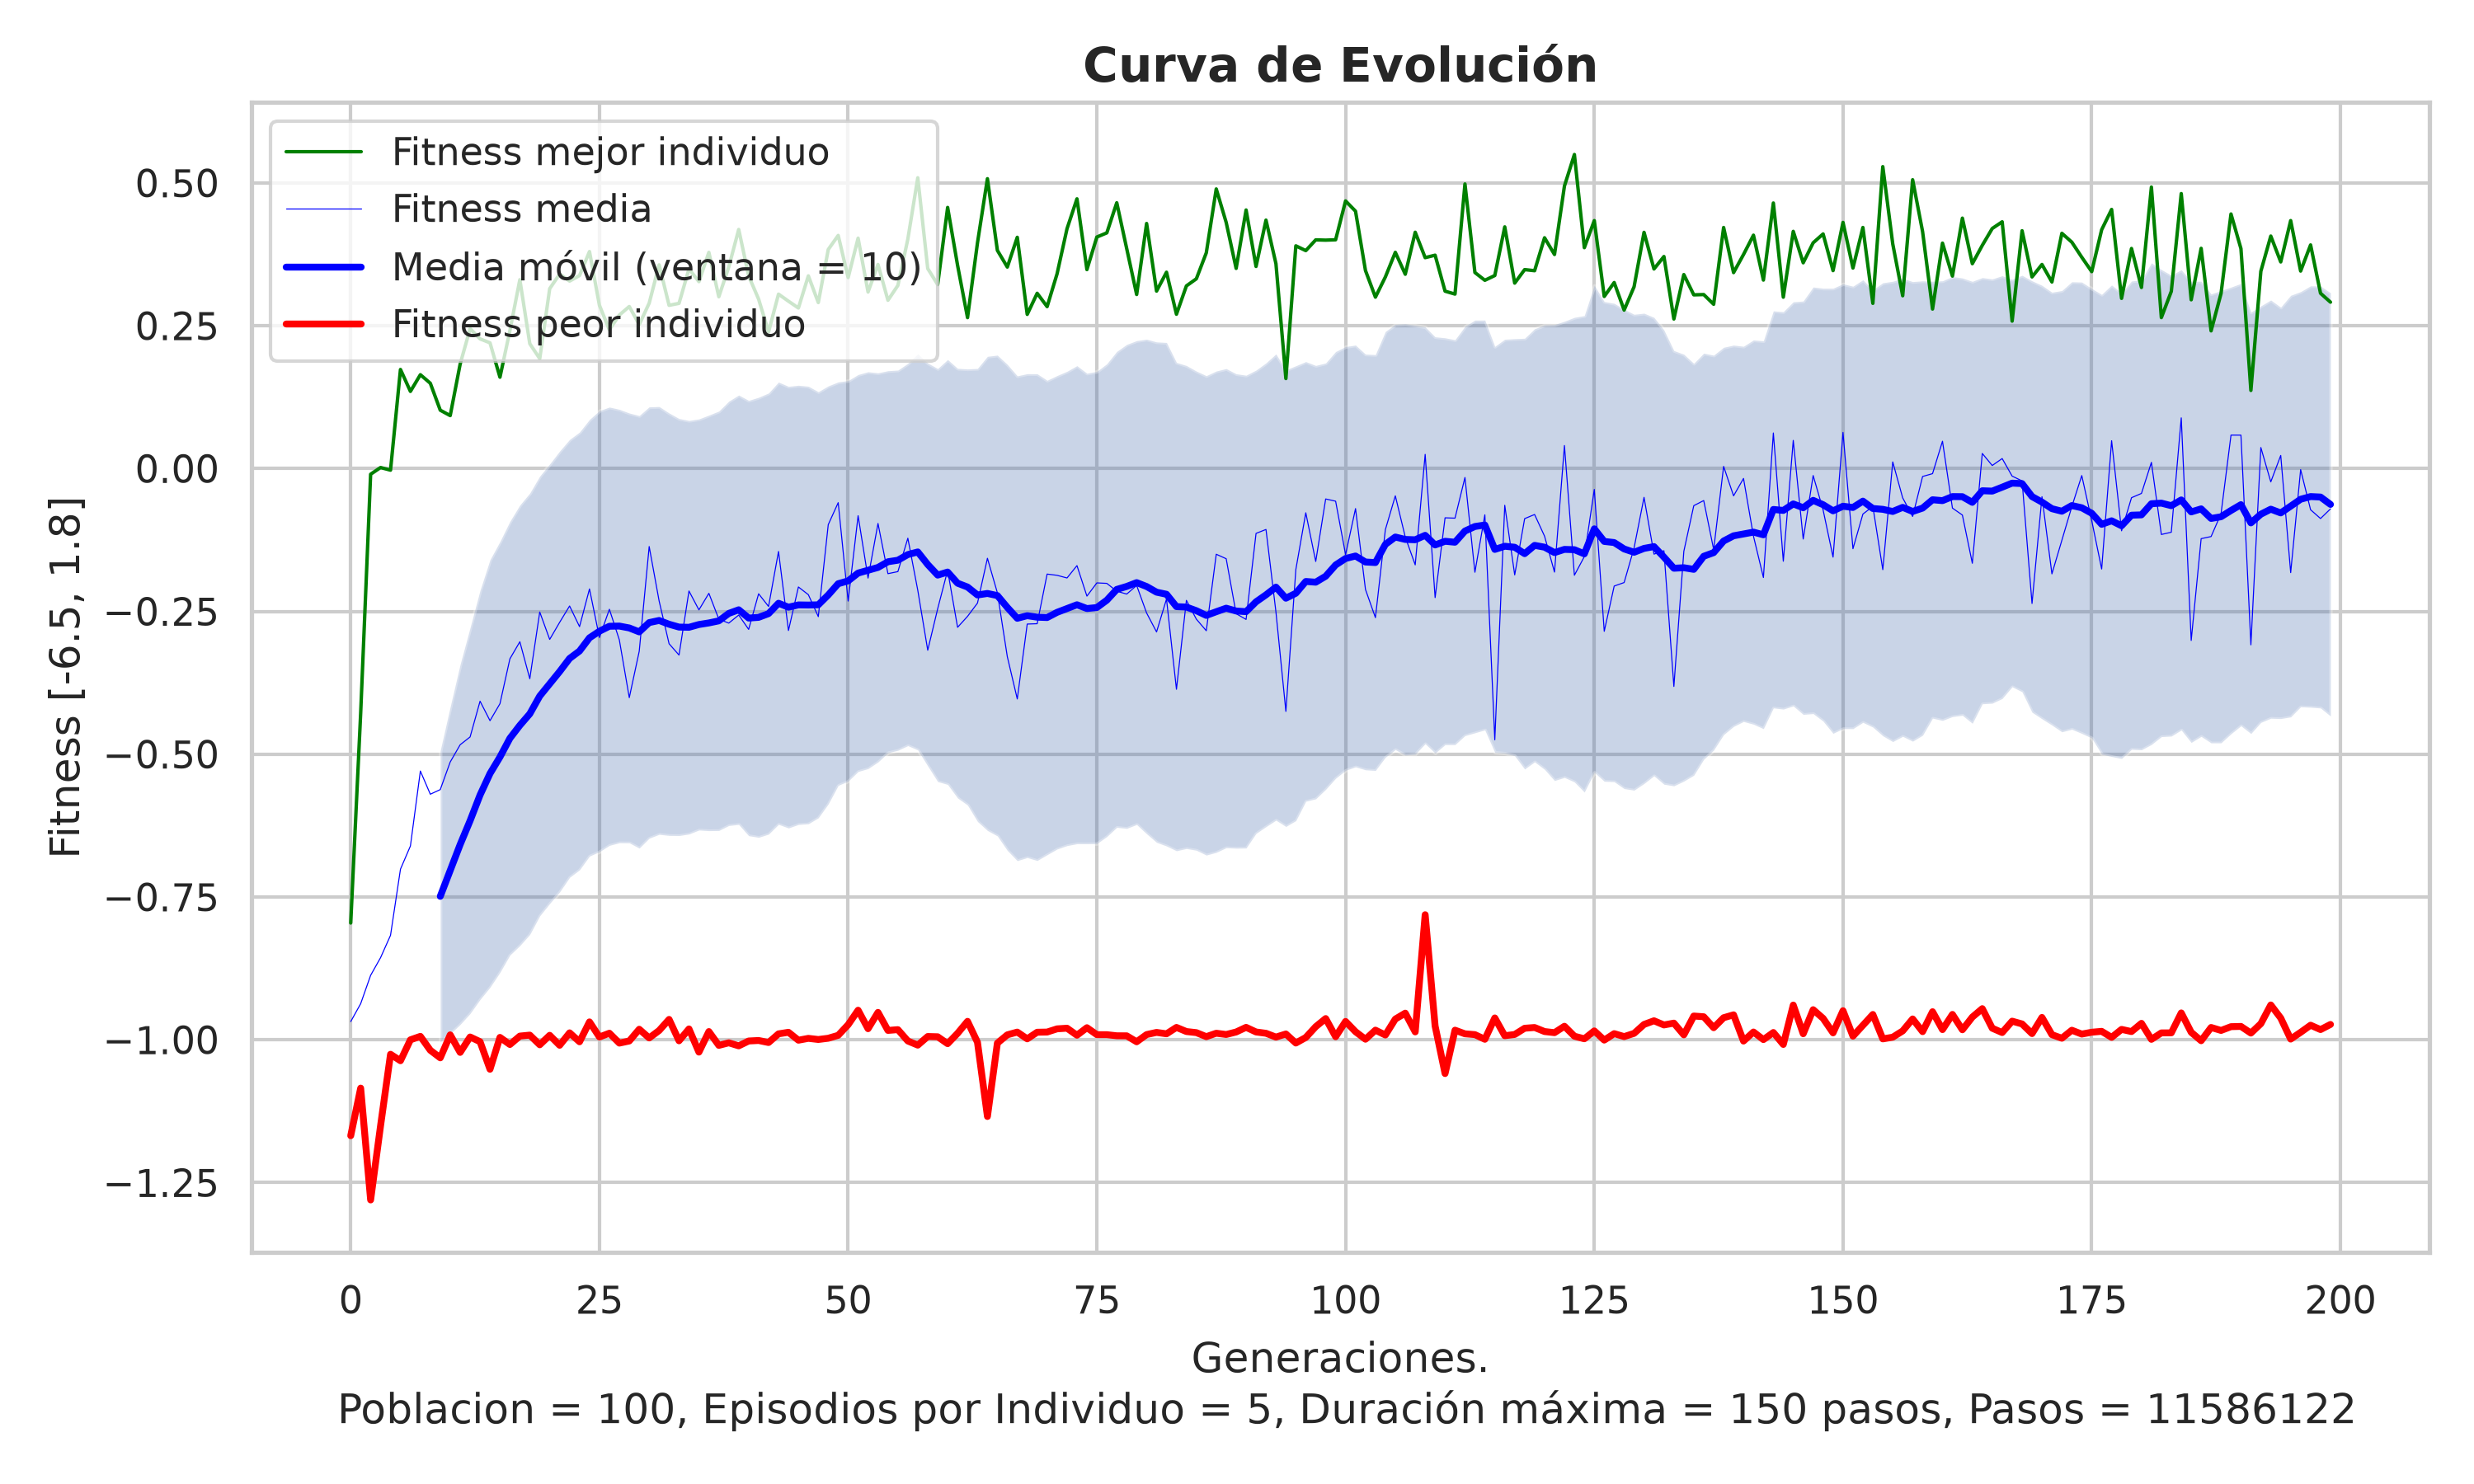 Curva de Evolución
Fitness mejor individuo
Fitness media
Media móvil (ventana = 10)
Fitness peor individuo
Fitness [-6.5, 1.8]
0.50
0.25
0.00
−0.25
−0.50
−0.75
−1.00
−1.25
0 25 50 75 100 125 150 175 200
Generaciones.
Poblacion = 100, Episodios por Individuo = 5, Duración máxima = 150 pasos, Pasos = 11586122